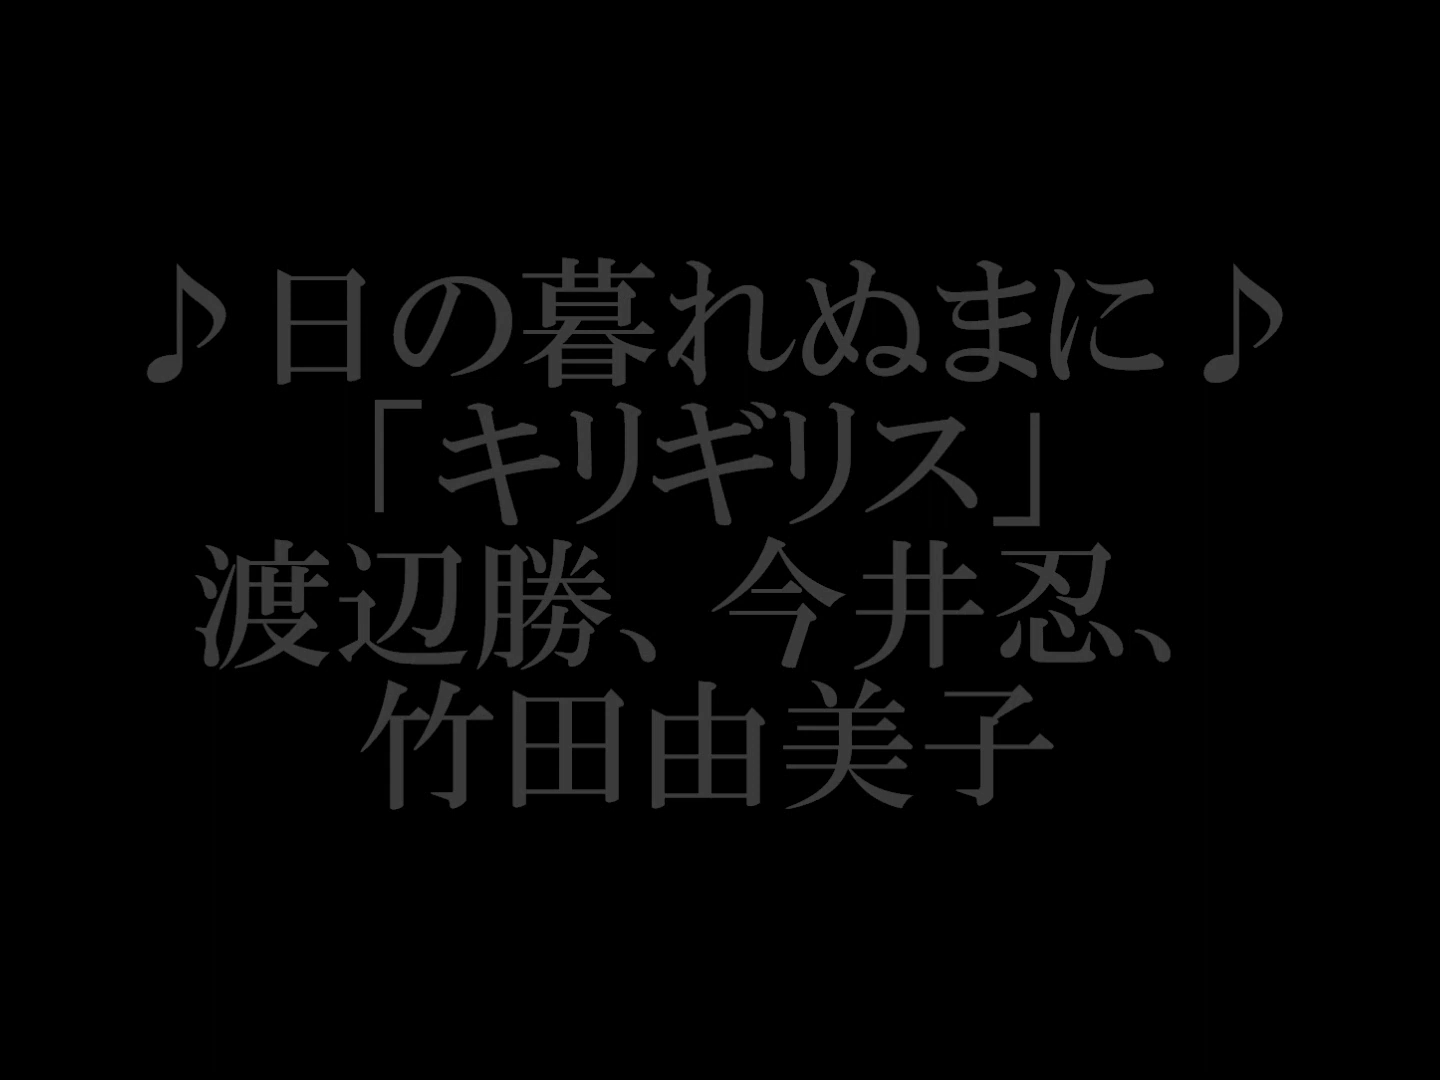 ♪日の暮れぬまに♪
「キリギリス」
渡辺勝、今井忍、
竹田由美子